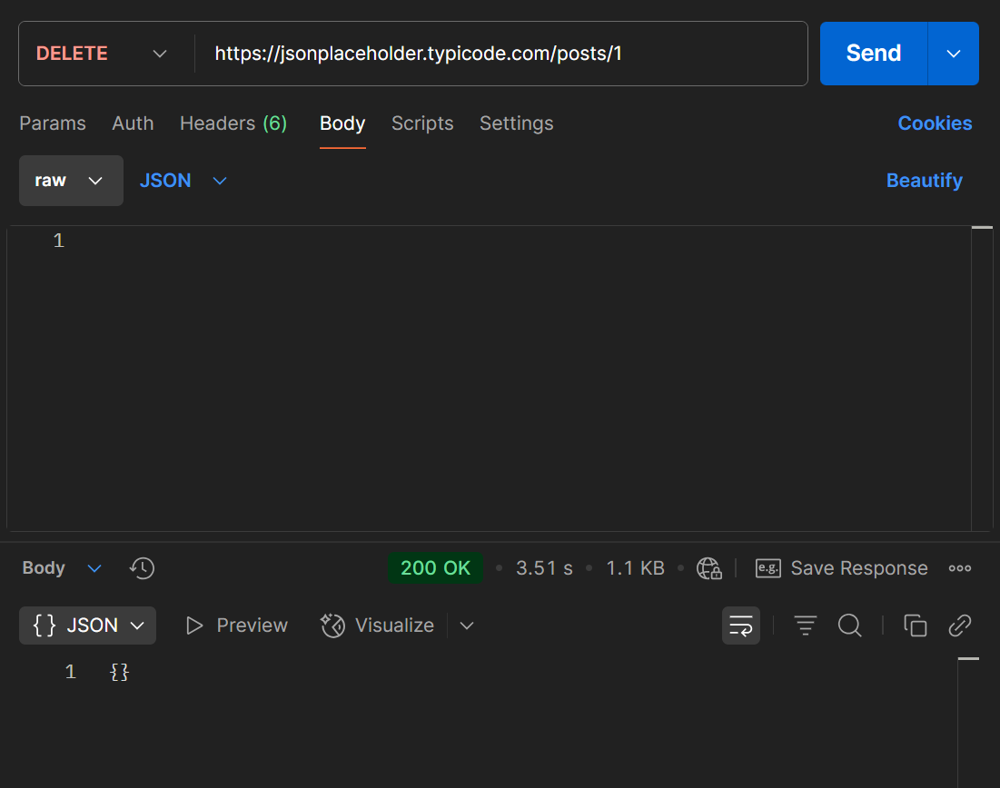 DELETE https://jsonplaceholder.typicode.com/posts/1 Send
Params Auth Headers (6) Body Scripts Settings Cookies
raw JSON Beautify
1
Body 200 OK • 3.51 s • 1.1 KB • e.g. Save Response
{} JSON Preview Visualize
1 {}